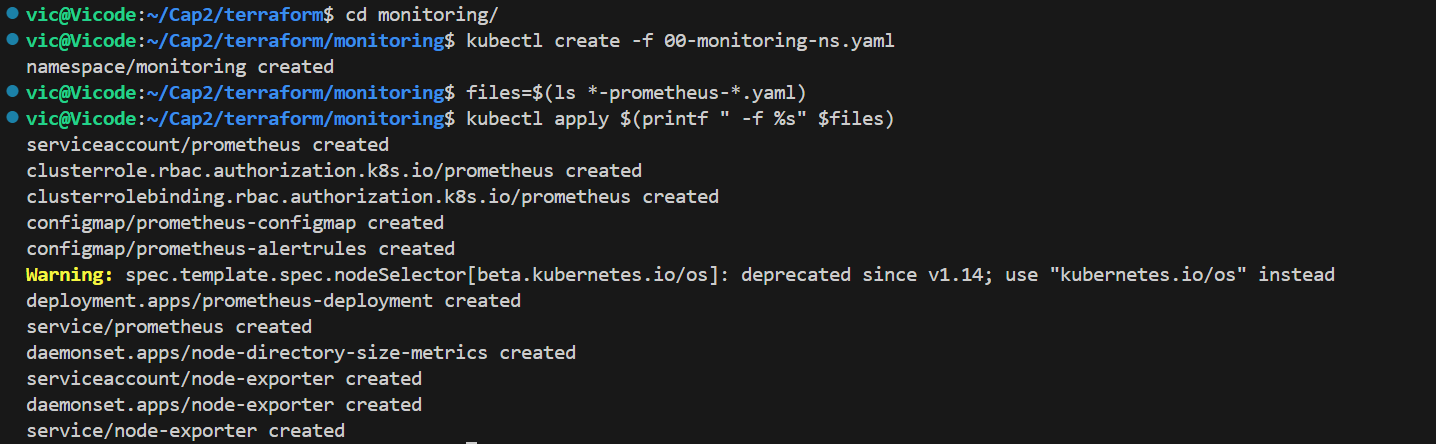 vic@Vicode:~/Cap2/terraform$ cd monitoring/
vic@Vicode:~/Cap2/terraform/monitoring$ kubectl create -f 00-monitoring-ns.yaml
namespace/monitoring created
vic@Vicode:~/Cap2/terraform/monitoring$ files=$(ls *-prometheus-*.yaml)
vic@Vicode:~/Cap2/terraform/monitoring$ kubectl apply $(printf " -f %s" $files)
serviceaccount/prometheus created
clusterrole.rbac.authorization.k8s.io/prometheus created
clusterrolebinding.rbac.authorization.k8s.io/prometheus created
configmap/prometheus-configmap created
configmap/prometheus-alertrules created
Warning: spec.template.spec.nodeSelector[beta.kubernetes.io/os]: deprecated since v1.14; use "kubernetes.io/os" instead
deployment.apps/prometheus-deployment created
service/prometheus created
daemonset.apps/node-directory-size-metrics created
serviceaccount/node-exporter created
daemonset.apps/node-exporter created
service/node-exporter created